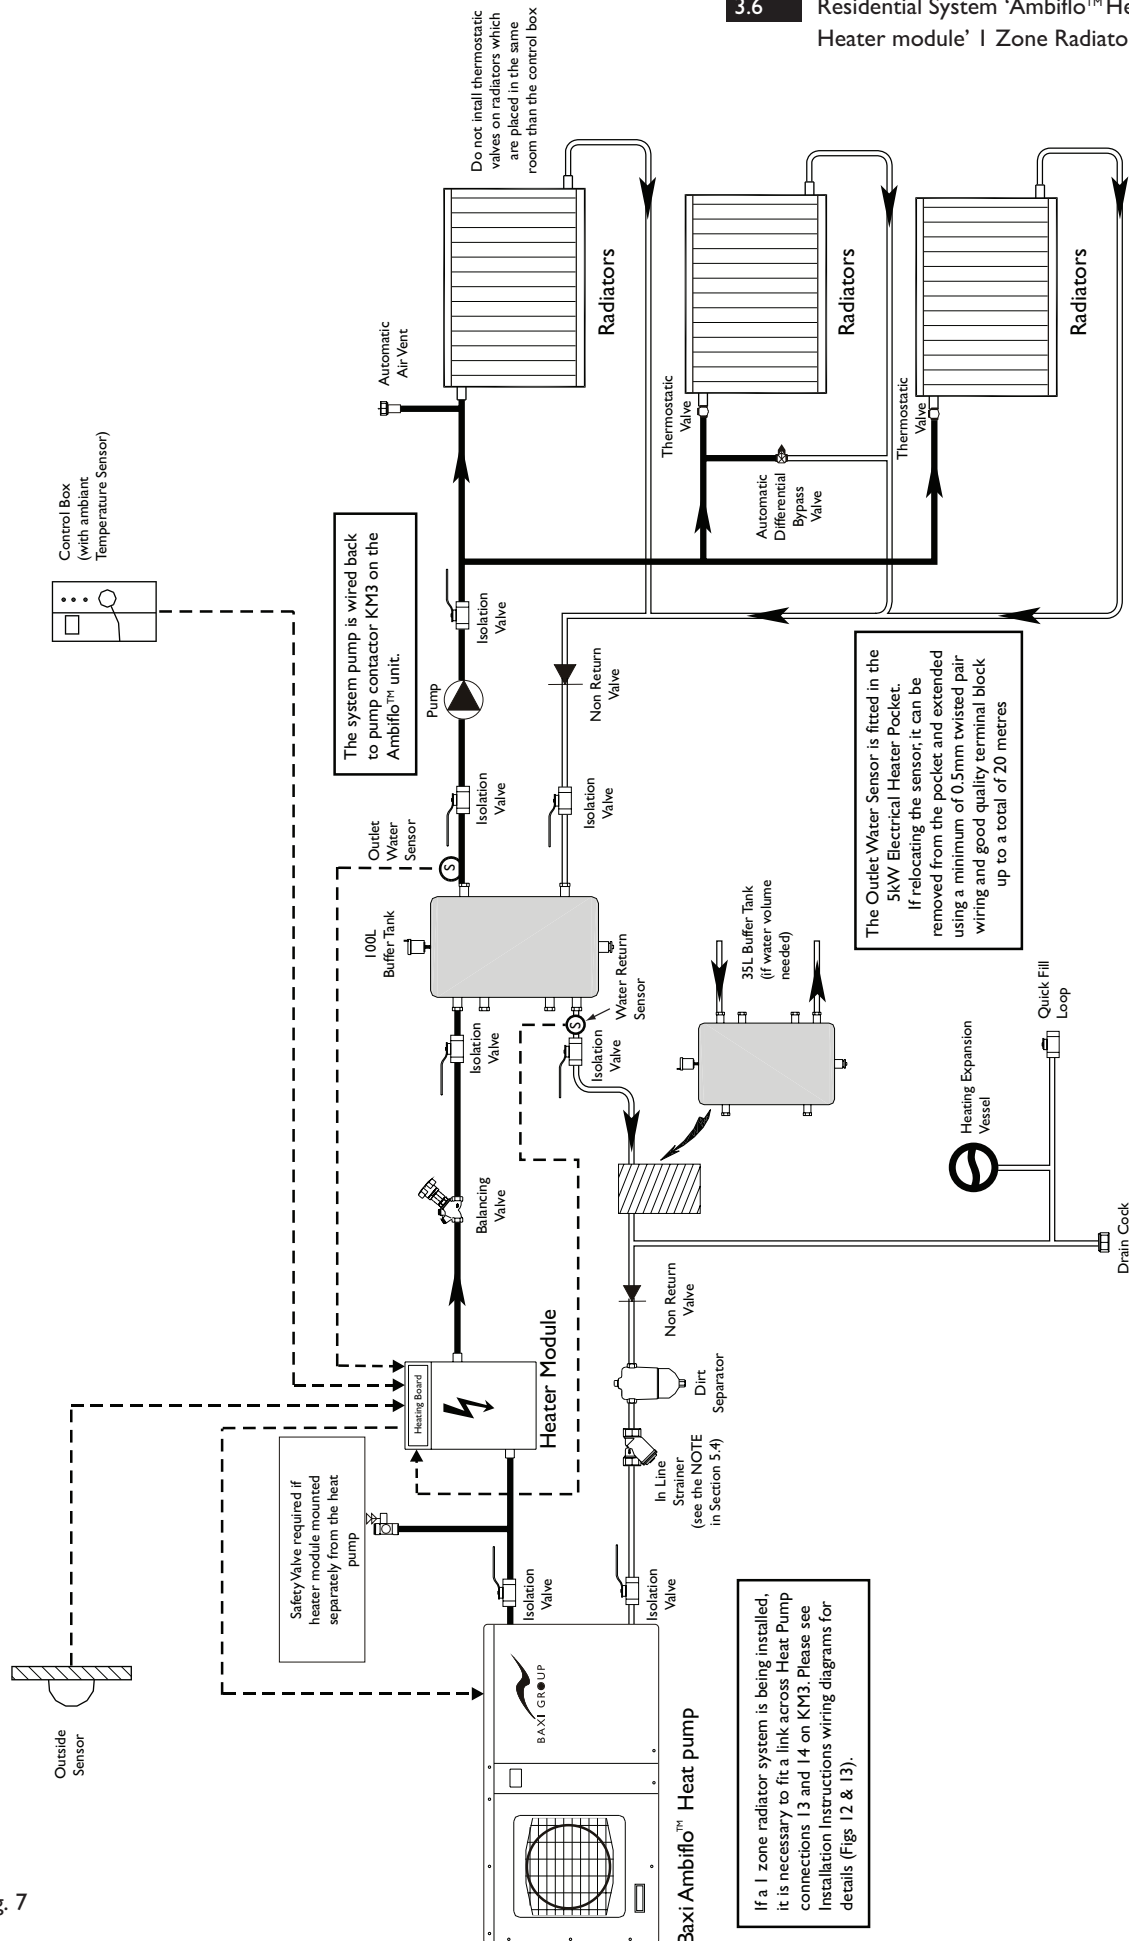 3.6
Residential System ‘Ambiflo™ He
Heater module’ 1 Zone Radiato
Do not intall thermostatic
valves on radiators which
are placed in the same
room than the control box
Automatic
Air Vent
Radiators
Radiators
Radiators
Thermostatic
Valve
Thermostatic
Valve
Automatic
Differential
Bypass
Valve
Control Box
(with ambiant
Temperature Sensor)
The system pump is wired back
to pump contactor KM3 on the
Ambiflo™ unit.
Isolation
Valve
Pump
Non Return
Valve
Isolation
Valve
Isolation
Valve
Outlet
Water
Sensor
S
100L
Buffer Tank
The Outlet Water Sensor is fitted in the
5kW Electrical Heater Pocket.
If relocating the sensor, it can be
removed from the pocket and extended
using a minimum of 0.5mm twisted pair
wiring and good quality terminal block
up to a total of 20 metres
35L Buffer Tank
(if water volume
needed)
Water Return
Sensor
S
Isolation
Valve
Isolation
Valve
Quick Fill
Loop
Heating Expansion
Vessel
Drain Cock
Balancing
Valve
Non Return
Valve
Dirt
Separator
In Line
Strainer
(see the NOTE
in Section 5.4)
Heating Board
Heater Module
Safety Valve required if
heater module mounted
separately from the heat
pump
Isolation
Valve
Isolation
Valve
Outside
Sensor
BAXI GROUP
Baxi Ambiflo™ Heat pump
If a 1 zone radiator system is being installed,
it is necessary to fit a link across Heat Pump
connections 13 and 14 on KM3. Please see
Installation Instructions wiring diagrams for
details (Figs 12 & 13).
g. 7